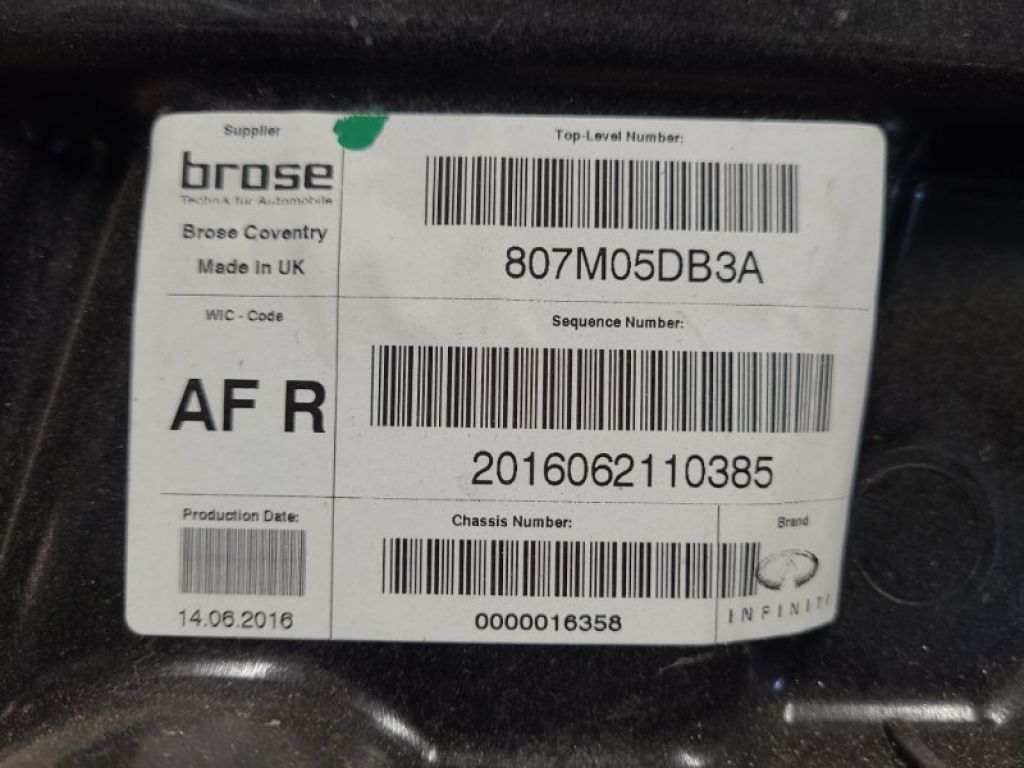 Supplier
brose
Technik für Automobile
Brose Coventry
Made in UK
Top-Level Number:
807M05DB3A
WIC - Code
AF R
Sequence Number:
2016062110385
Production Date:
14.06.2016
Chassis Number:
0000016358
Brand
INFINITI